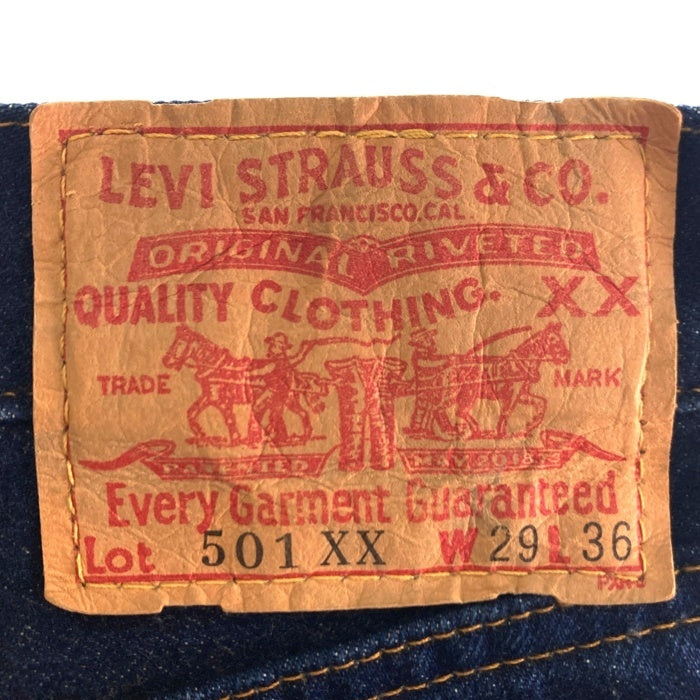 LEVI STRAUSS & CO.
SAN FRANCISCO, CAL.
ORIGINAL RIVETED
QUALITY CLOTHING. XX
TRADE MARK
PATENTED
Every Garment Guaranteed
Lot 501 XX W 29 L 36